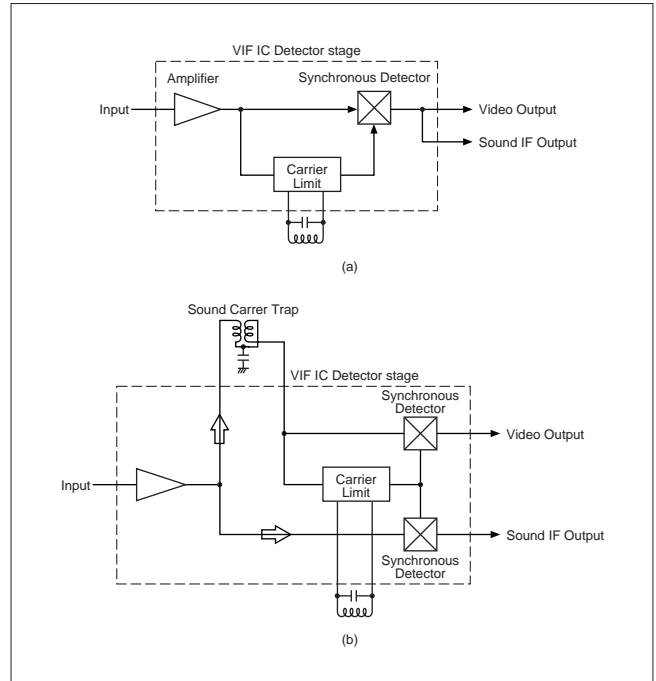 VIF IC Detector stage
Amplifier
Synchronous Detector
Input
Video Output
Sound IF Output
Carrier
Limit
(a)
Sound Carrer Trap
VIF IC Detector stage
Synchronous
Detector
Video Output
Input
Carrier
Limit
Sound IF Output
Synchronous
Detector
(b)